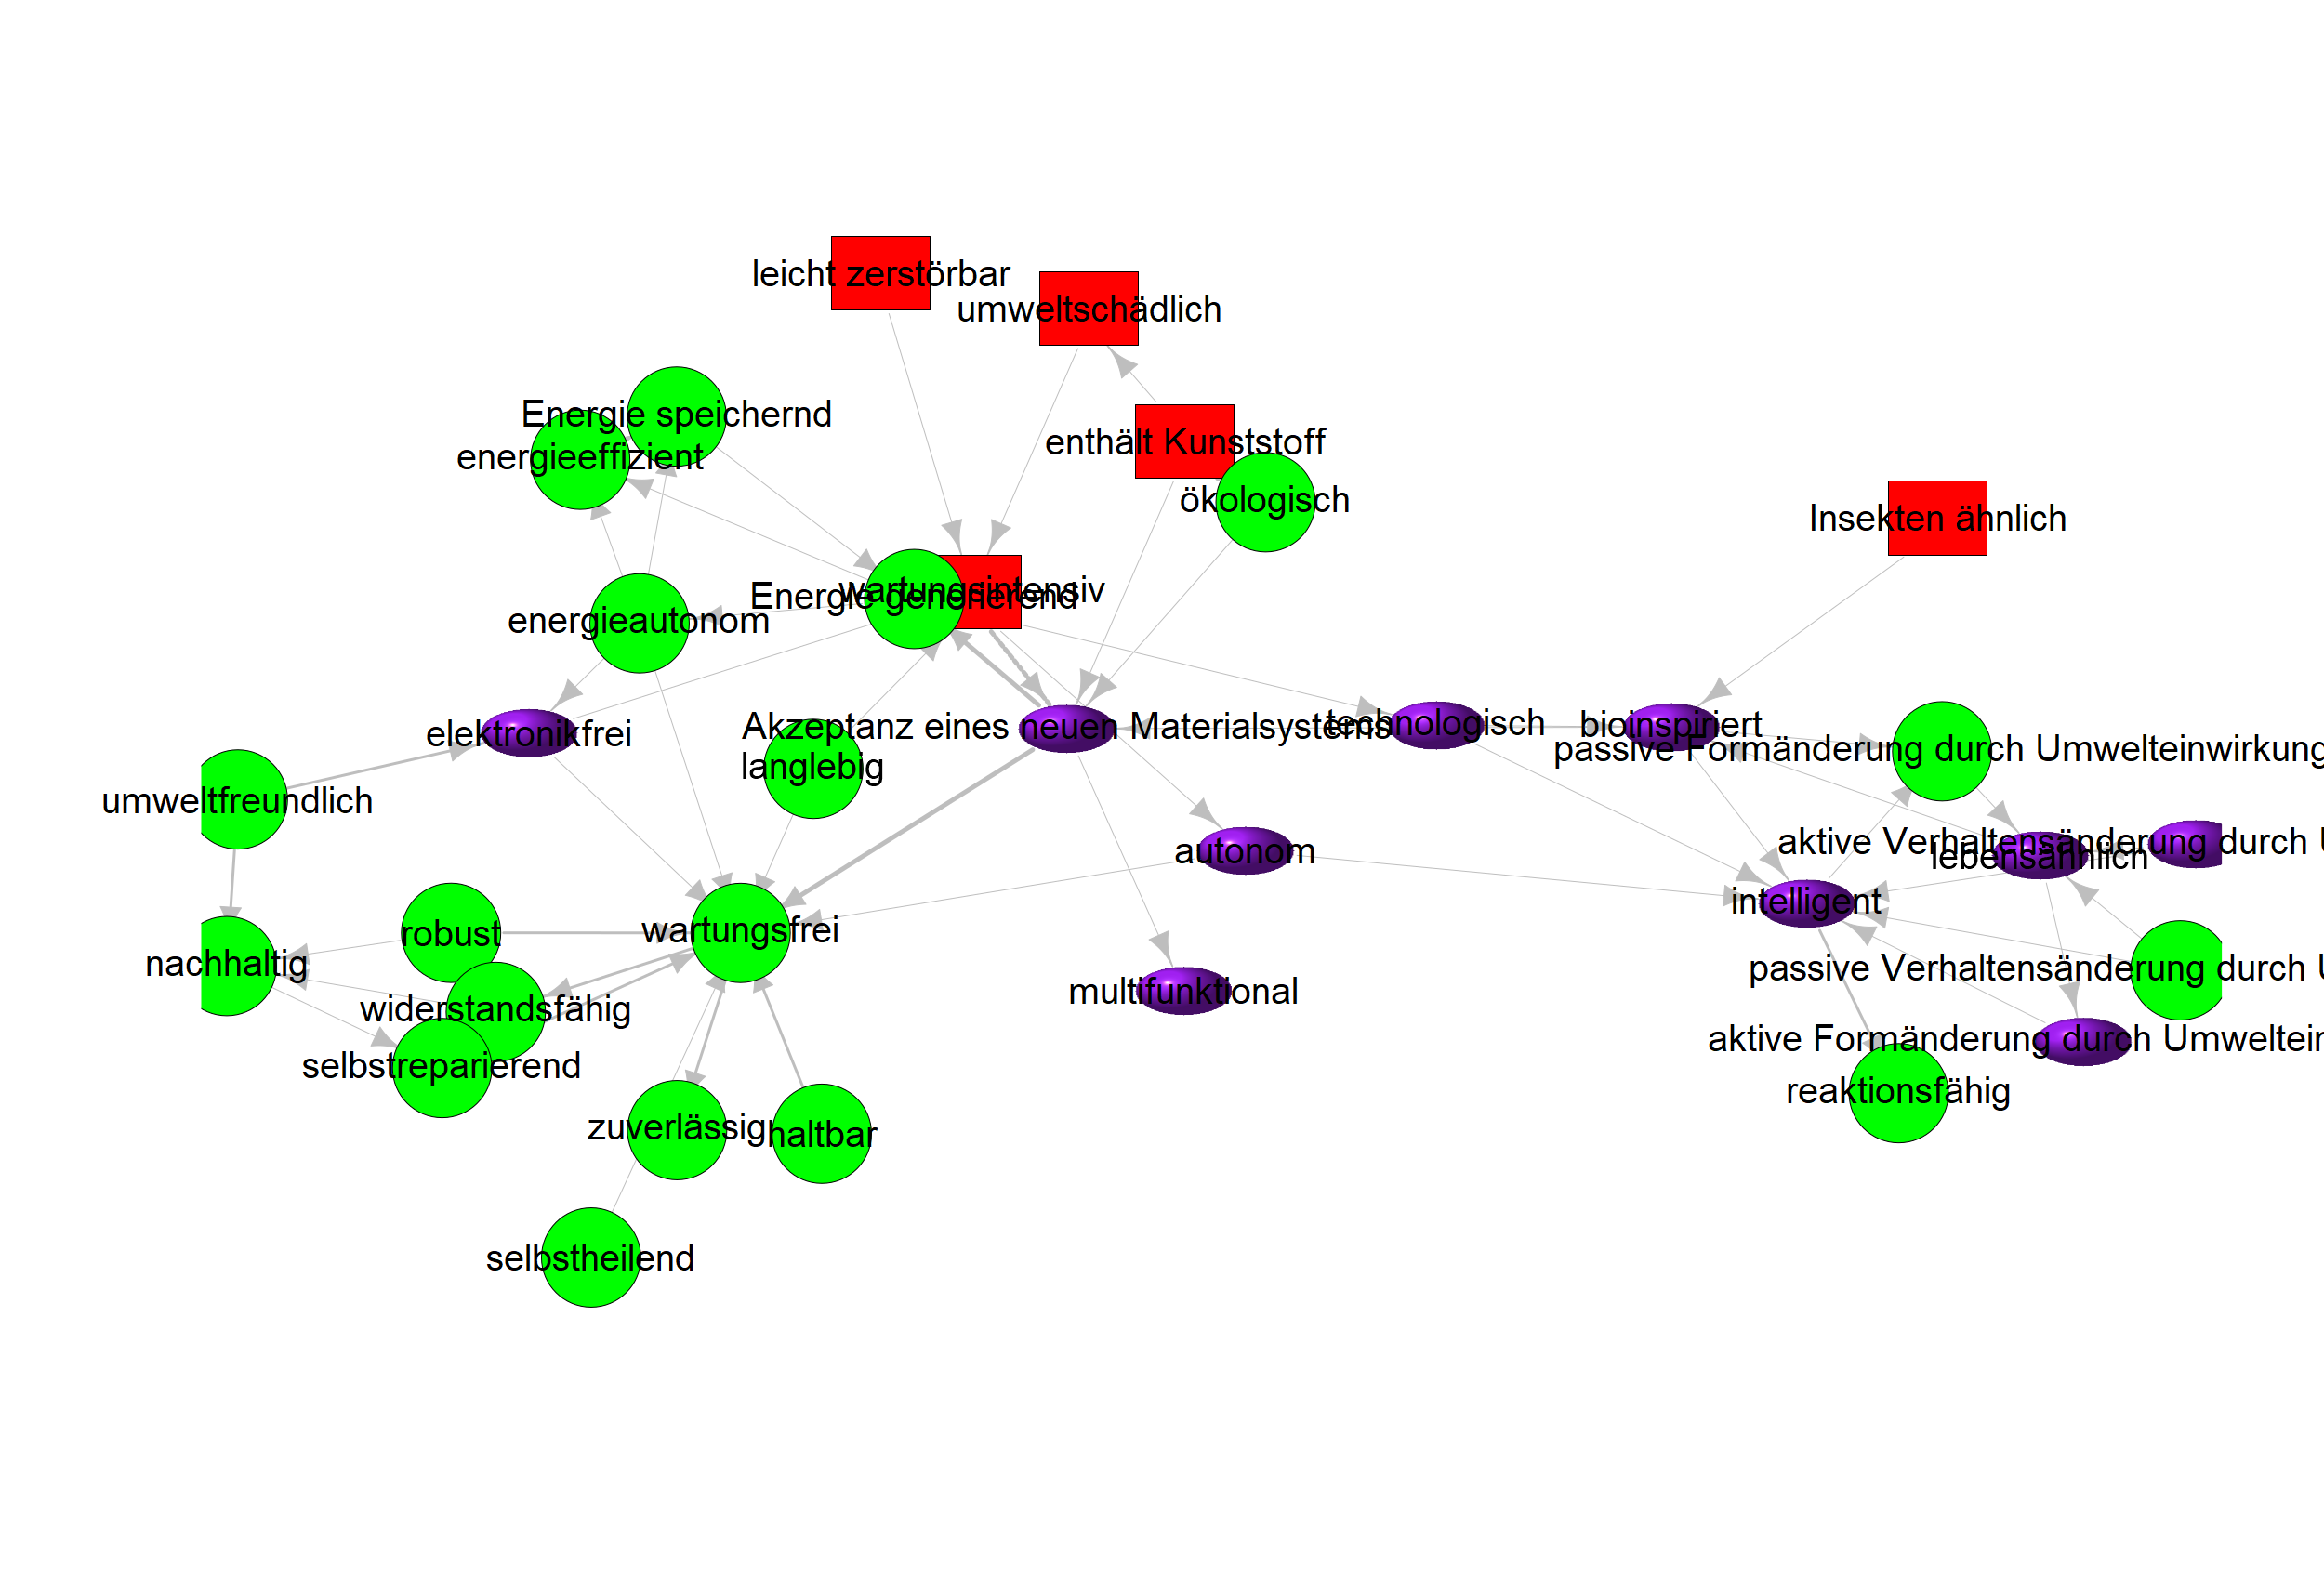 leicht zerstörbar
umweltschädlich
Energie speichernd
enthält Kunststoff
energieeffizient
ökologisch
Insekten ähnlich
wartungsintensiv
Energie generierend
energieautonom
Akzeptanz eines neuen Materialsystems
technologisch
bioinspiriert
elektronikfrei
passive Formänderung durch Umwelteinwirkung
langlebig
umweltfreundlich
aktive Verhaltensänderung durch U
autonom
lebensähnlich
intelligent
robust
wartungsfrei
nachhaltig
passive Verhaltensänderung durch U
multifunktional
widerstandsfähig
aktive Formänderung durch Umweltein
selbstreparierend
reaktionsfähig
zuverlässig
haltbar
selbstheilend